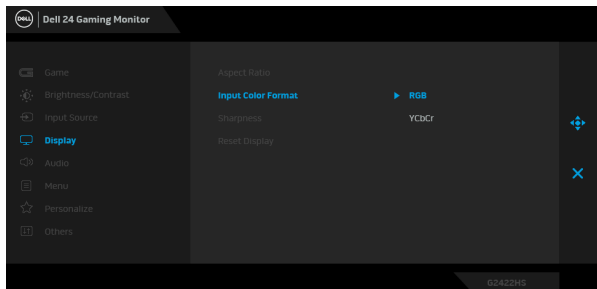 DELL Dell 24 Gaming Monitor
Game
Brightness/Contrast
Input Source
Display
Audio
Menu
Personalize
Others
Aspect Ratio
Input Color Format RGB
Sharpness YCbCr
Reset Display
G2422HS